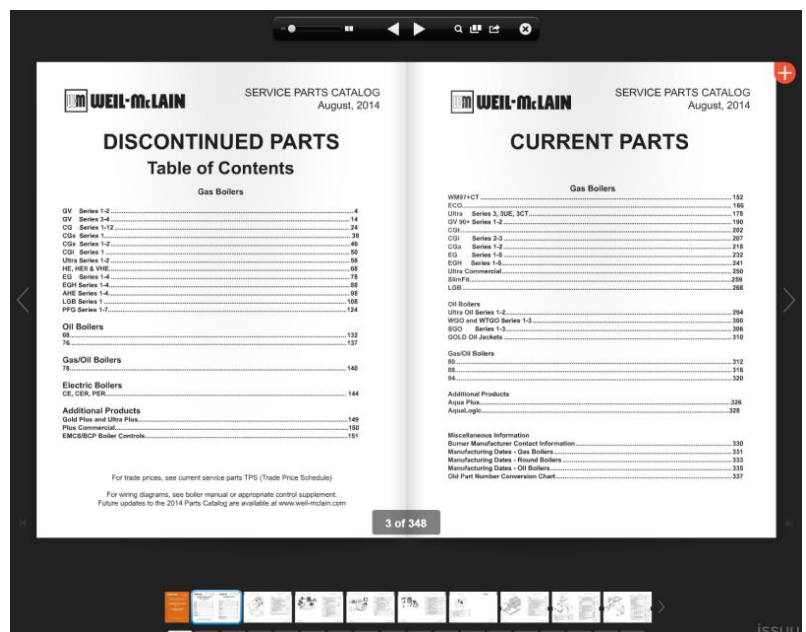 WM WEIL-McLAIN
SERVICE PARTS CATALOG
August, 2014
DISCONTINUED PARTS
Table of Contents
Gas Boilers
GV Series 1-2 4
GV Series 3-4 14
CG Series 1-12 24
CGs Series 1 38
CGx Series 1-2 46
CGi Series 1 50
Ultra Series 1-2 58
HE, HEII & VHE 68
EG Series 1-4 78
EGH Series 1-4 88
AHE Series 1-4 98
LGB Series 1 108
PFG Series 1-7 124
Oil Boilers
68 132
76 137
Gas/Oil Boilers
78 140
Electric Boilers
CE, CER, PER 144
Additional Products
Gold Plus and Ultra Plus 149
Plus Commercial 150
EMCS/BCP Boiler Controls 151
For trade prices, see current service parts TPS (Trade Price Schedule)
For wiring diagrams, see boiler manual or appropriate control supplement.
Future updates to the 2014 Parts Catalog are available at www.weil-mclain.com
WM WEIL-McLAIN
SERVICE PARTS CATALOG
August, 2014
CURRENT PARTS
Gas Boilers
WM97+CT 152
ECO 166
Ultra Series 3, 3UE, 3CT 178
GV 90+ Series 1-2 190
CGt 202
CGi Series 2-3 207
CGa Series 1-2 218
EG Series 1-5 232
EGH Series 1-5 241
Ultra Commercial 250
SlimFit 259
LGB 268
Oil Boilers
Ultra Oil Series 1-2 294
WGO and WTGO Series 1-3 300
SGO Series 1-3 306
GOLD Oil Jackets 310
Gas/Oil Boilers
80 312
88 316
94 320
Additional Products
Aqua Plus 326
AquaLogic 328
Miscellaneous Information
Burner Manufacturer Contact Information 330
Manufacturing Dates - Gas Boilers 331
Manufacturing Dates - Round Boilers 333
Manufacturing Dates - Oil Boilers 335
Old Part Number Conversion Chart 337
3 of 348
issuu